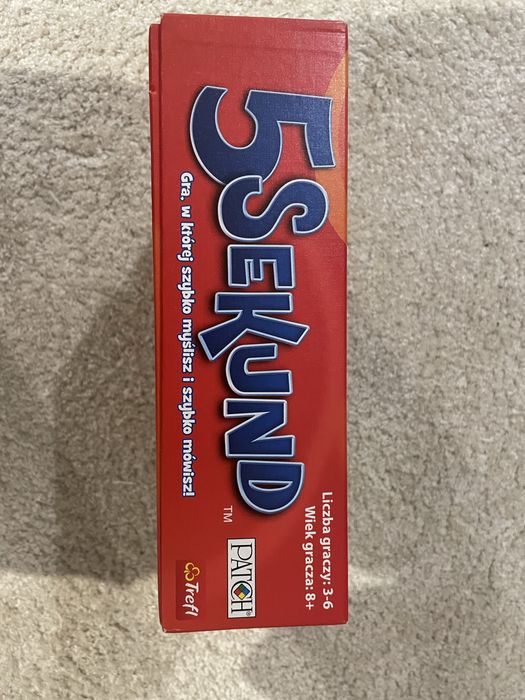 5 SEKUND
TM
Gra, w której szybko myślisz i szybko mówisz!
Liczba graczy: 3-6
Wiek gracza: 8+
PATCH®
Trefl